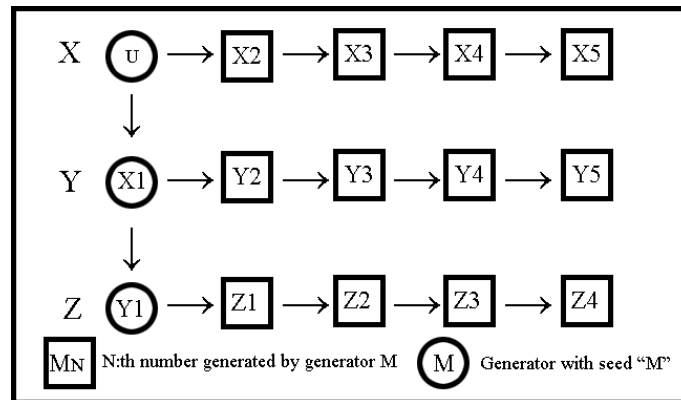 X U X2 X3 X4 X5
Y X1 Y2 Y3 Y4 Y5
Z Y1 Z1 Z2 Z3 Z4
MN N:th number generated by generator M M Generator with seed “M”